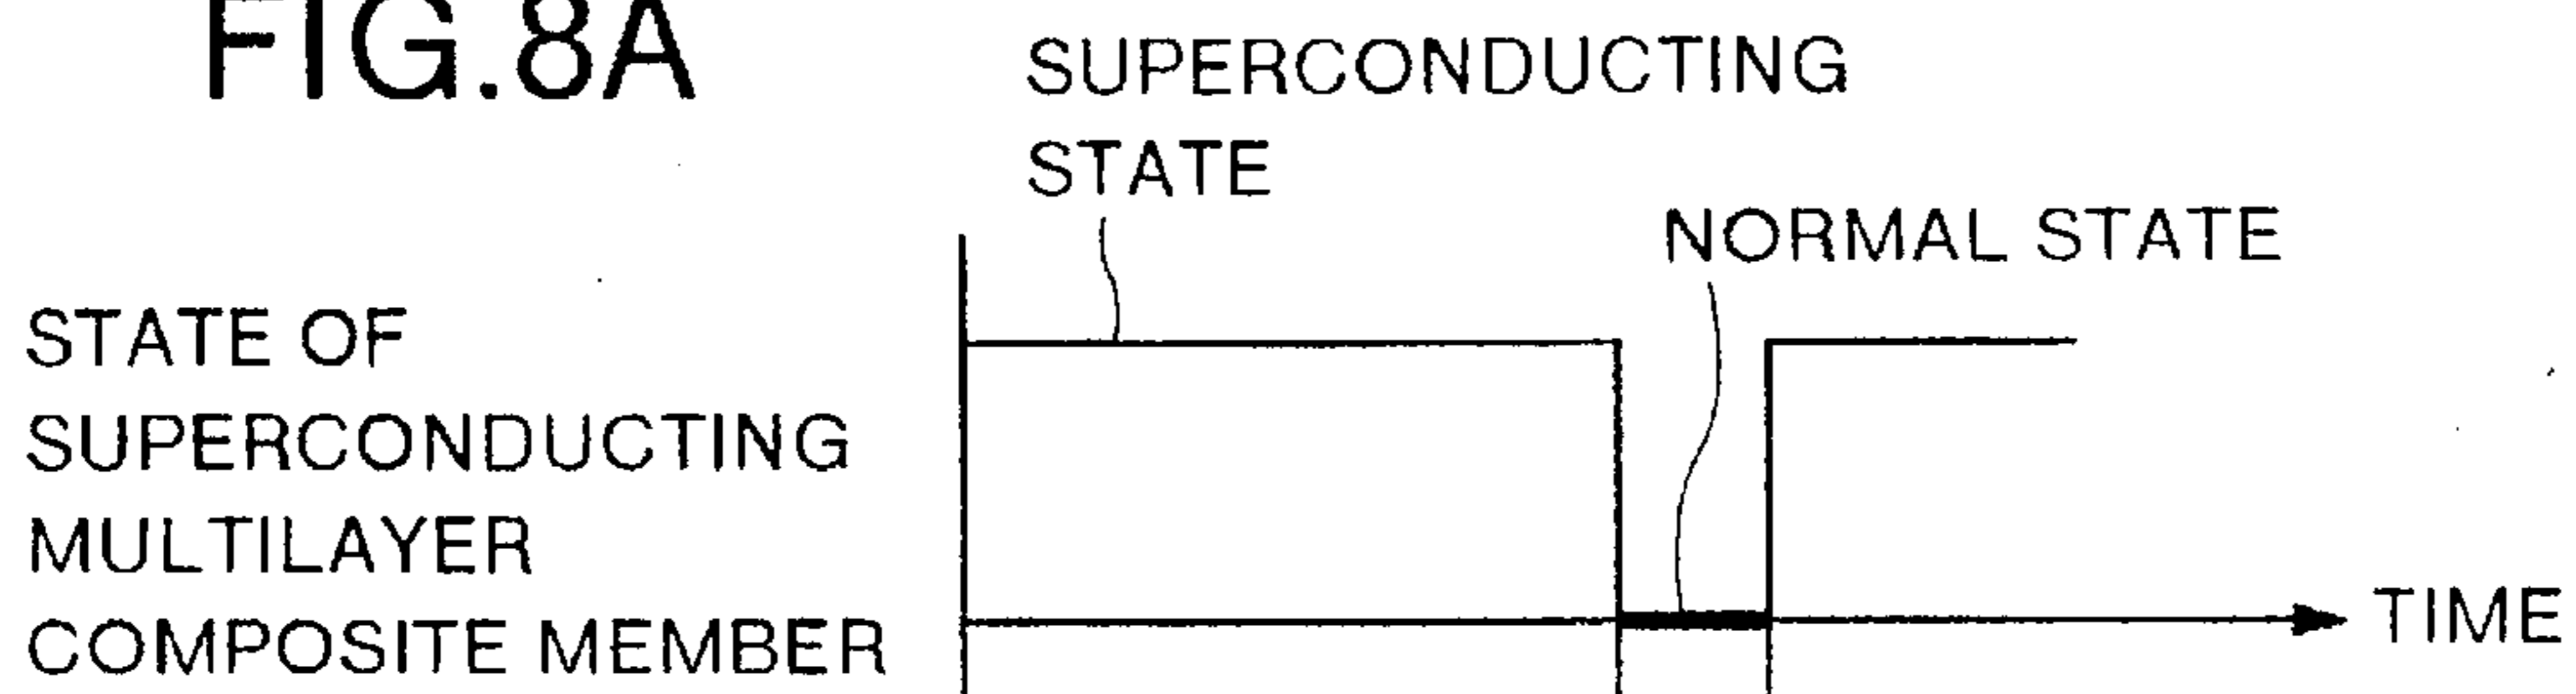 FIG.8A
SUPERCONDUCTING
STATE
NORMAL STATE
STATE OF
SUPERCONDUCTING
MULTILAYER
COMPOSITE MEMBER
TIME